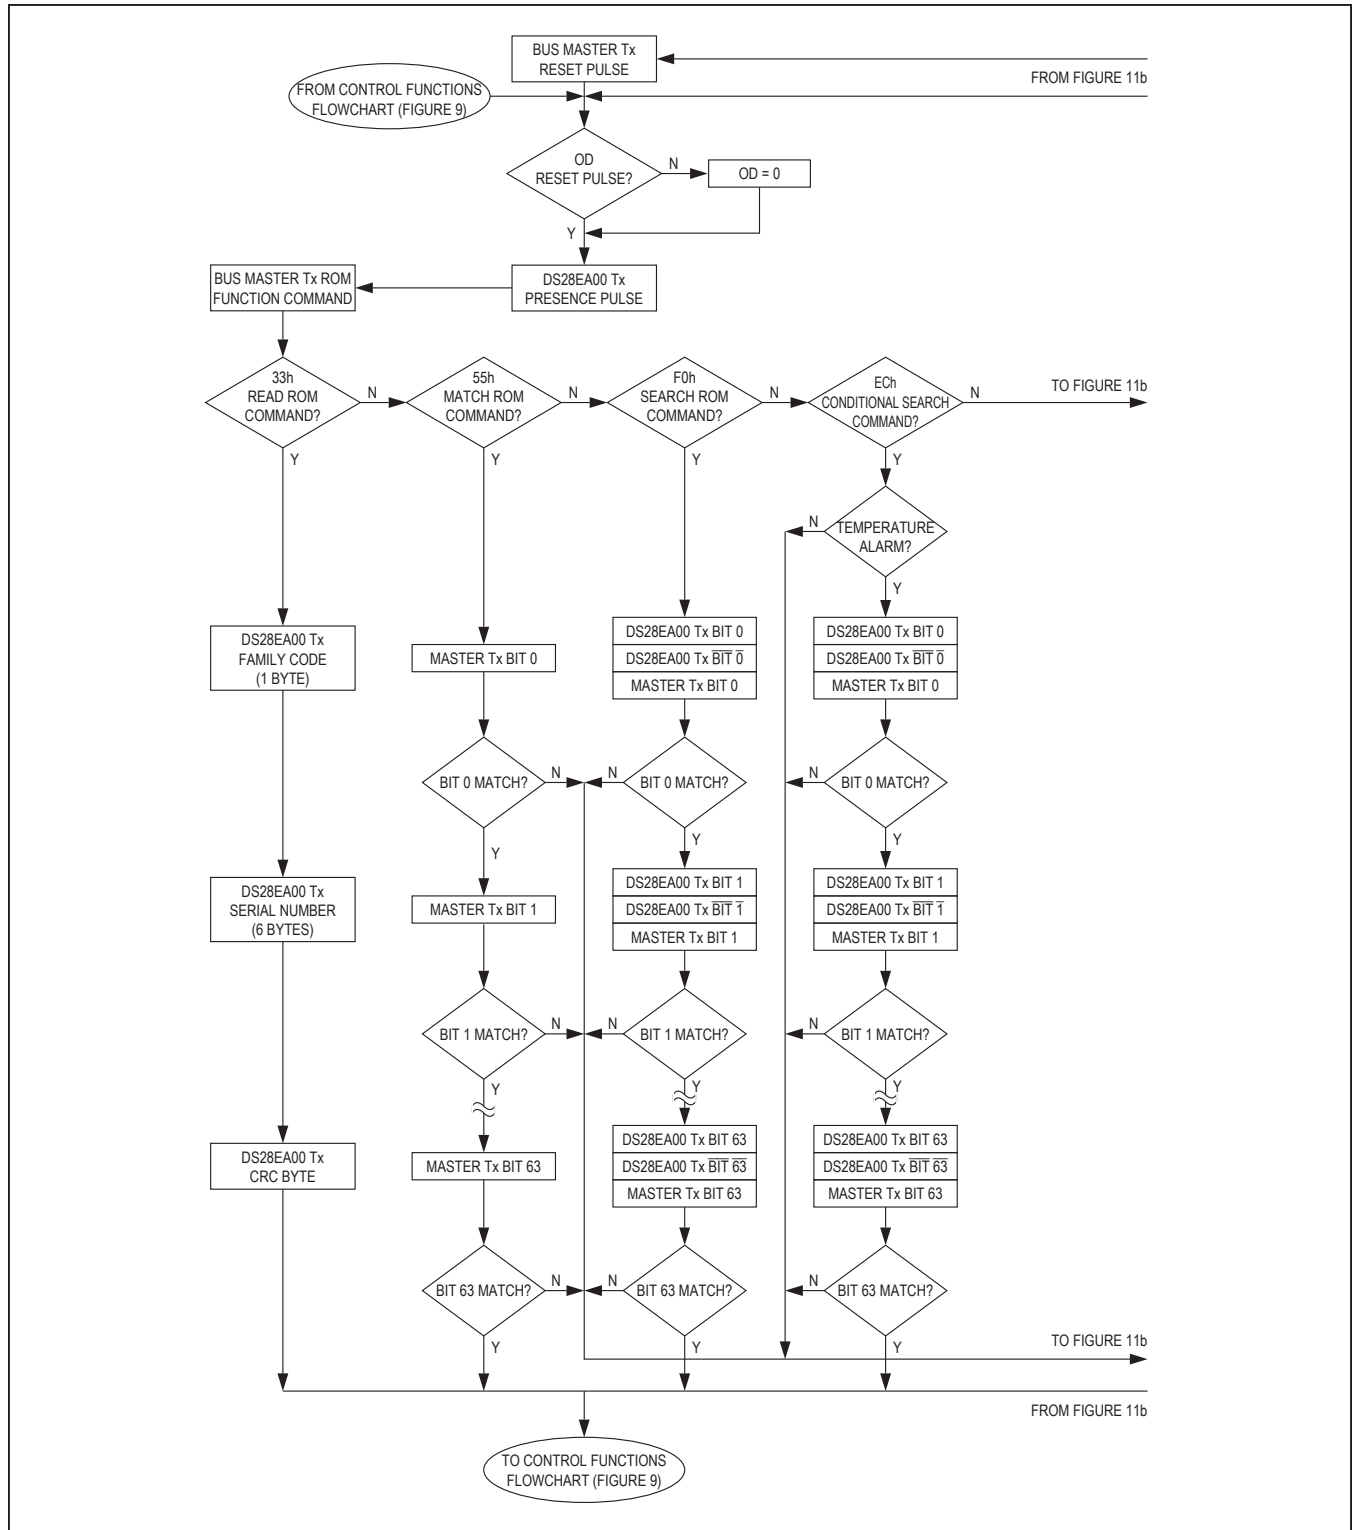 BUS MASTER Tx
RESET PULSE
FROM FIGURE 11b
FROM CONTROL FUNCTIONS
FLOWCHART (FIGURE 9)
OD
RESET PULSE?
N
OD = 0
Y
BUS MASTER Tx ROM
FUNCTION COMMAND
DS28EA00 Tx
PRESENCE PULSE
33h
READ ROM
COMMAND?
N
55h
MATCH ROM
COMMAND?
N
F0h
SEARCH ROM
COMMAND?
N
ECh
CONDITIONAL SEARCH
COMMAND?
N
TO FIGURE 11b
Y
Y
Y
Y
N
TEMPERATURE
ALARM?
Y
DS28EA00 Tx
FAMILY CODE
(1 BYTE)
MASTER Tx BIT 0
DS28EA00 Tx BIT 0
DS28EA00 Tx B̅I̅T̅ 0̅
MASTER Tx BIT 0
DS28EA00 Tx BIT 0
DS28EA00 Tx B̅I̅T̅ 0̅
MASTER Tx BIT 0
BIT 0 MATCH?
N
N
BIT 0 MATCH?
N
BIT 0 MATCH?
Y
Y
Y
DS28EA00 Tx
SERIAL NUMBER
(6 BYTES)
MASTER Tx BIT 1
DS28EA00 Tx BIT 1
DS28EA00 Tx B̅I̅T̅ 1̅
MASTER Tx BIT 1
DS28EA00 Tx BIT 1
DS28EA00 Tx B̅I̅T̅ 1̅
MASTER Tx BIT 1
BIT 1 MATCH?
N
N
BIT 1 MATCH?
N
BIT 1 MATCH?
Y
Y
Y
DS28EA00 Tx
CRC BYTE
MASTER Tx BIT 63
DS28EA00 Tx BIT 63
DS28EA00 Tx B̅I̅T̅ 6̅3̅
MASTER Tx BIT 63
DS28EA00 Tx BIT 63
DS28EA00 Tx B̅I̅T̅ 6̅3̅
MASTER Tx BIT 63
BIT 63 MATCH?
N
N
BIT 63 MATCH?
N
BIT 63 MATCH?
Y
Y
Y
TO FIGURE 11b
FROM FIGURE 11b
TO CONTROL FUNCTIONS
FLOWCHART (FIGURE 9)